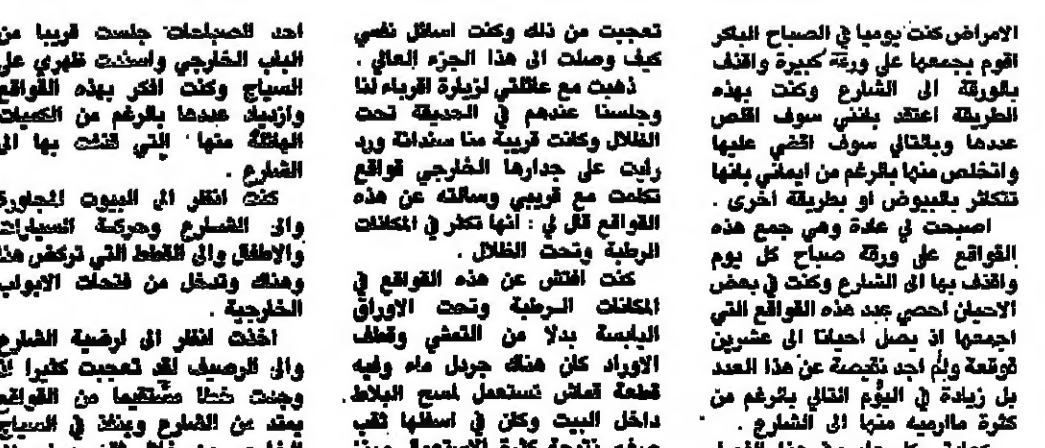 الامراض كنت يوميا في الصباح الباكر
اقوم بجمعها على ورقة كبيرة واقذف
بالورقة الى الشارع وكنت بهذه
الطريقة اعتقد بانني سوف اقلص
عددها وبالتالي سوف اقضي عليها
واتخلص منها بالرغم من ايماني بانها
تتكاثر بالبيوض او بطريقة اخرى .
اصبحت لي عادة وهي جمع هذه
القواقع على ورقة صباح كل يوم
واقذف بها الى الشارع وكنت في بعض
الاحيان احصي عدد هذه القواقع التي
اجمعها اذ يصل احيانا الى عشرين
قوقعة ولم اجد نقيصة عن هذا العدد
بل زيادة في اليوم التالي بالرغم من
كثرة ماارميه منها الى الشارع .
تعجبت من ذلك وكنت اسائل نفسي
كيف وصلت الى هذا الجزء العالي .
ذهبت مع عائلتي لزيارة اقرباء لنا
وجلسنا عندهم في الحديقة تحت
الظلال وكانت قريبة منا سندانة ورد
رايت على جدارها الخارجي قواقع
تكلمت مع قريبي وسالته عن هذه
القواقع قال لي : انها تكثر في المكانات
الرطبة وتحت الظلال .
كنت افتش عن هذه القواقع في
المكانات الرطبة وتحت الاوراق
اليابسة بدلا من التمشي وقطف
الاوراد كان هناك جردل ماء وفيه
قطعة قماش تستعمل لمسح البلاط
داخل البيت وكان في اسفلها ثقب
صغير نتيجة كثرة الاستعمال
احد الصباحات جلست قريبا من
الباب الخارجي واسندت ظهري على
السياج وكنت افكر بهذه القواقع
وازدياد عددها بالرغم من الكميات
الهائلة منها التي قذفت بها الى
الشارع .
كنت انظر الى البيوت المجاورة
والى الشارع وحركة السيارات
والاطفال والى القطط التي تركض هنا
وهناك وتدخل من فتحات الابواب
الخارجية .
اخذت انظر الى ارضية الشارع
والى الرصيف لقد تعجبت كثيرا لان
وجدت خطا مستقيما من القواقع
يمتد من الشارع وينفذ في السياج